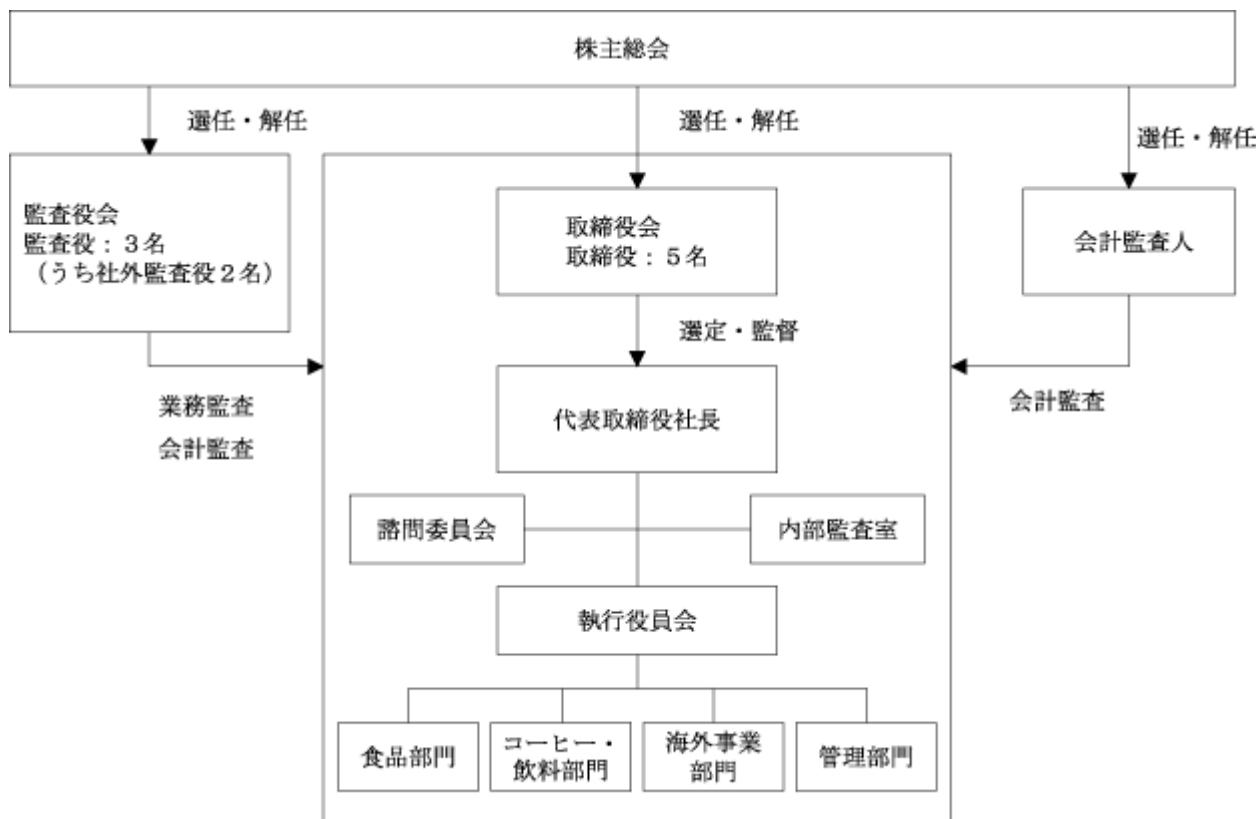 株主総会
選任・解任
選任・解任
選任・解任
監査役会
監査役：３名
（うち社外監査役２名）
取締役会
取締役：５名
会計監査人
選定・監督
業務監査
会計監査
代表取締役社長
会計監査
諮問委員会
内部監査室
執行役員会
食品部門
コーヒー・
飲料部門
海外事業
部門
管理部門